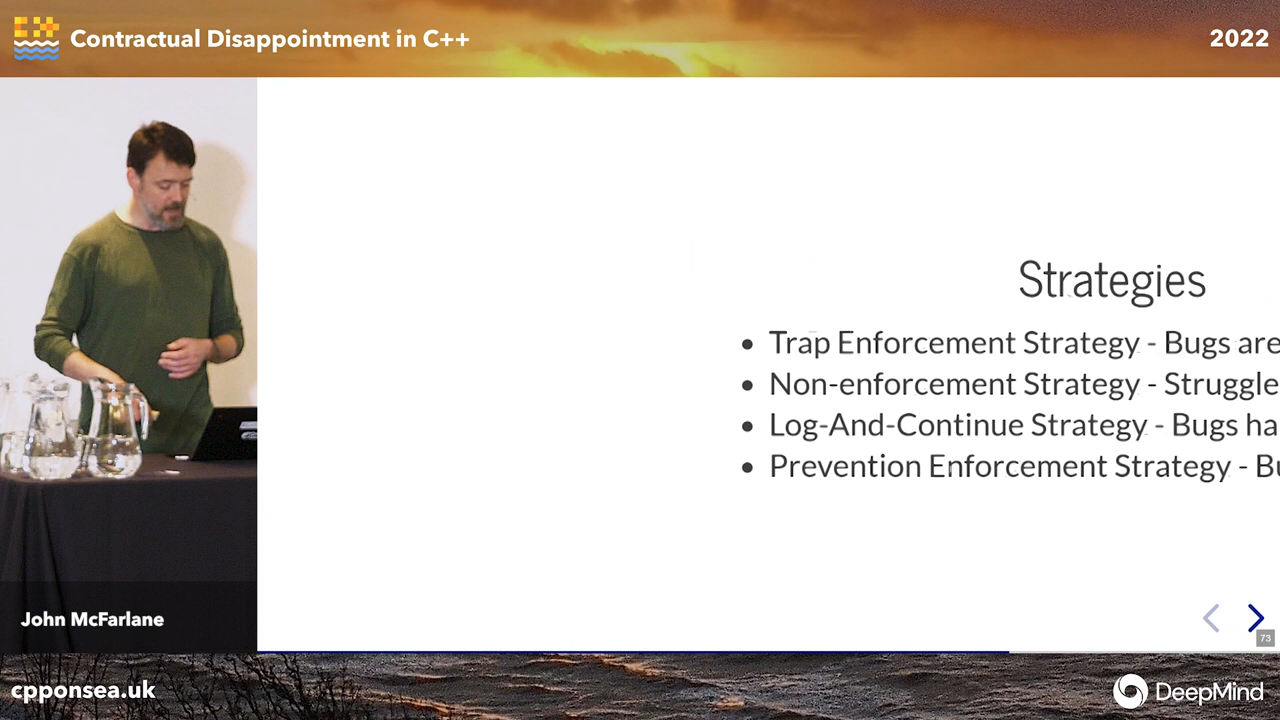 Contractual Disappointment in C++
2022
Strategies
Trap Enforcement Strategy - Bugs are
Non-enforcement Strategy - Struggle
Log-And-Continue Strategy - Bugs ha
Prevention Enforcement Strategy - Bu
John McFarlane
73
cpponsea.uk
DeepMind